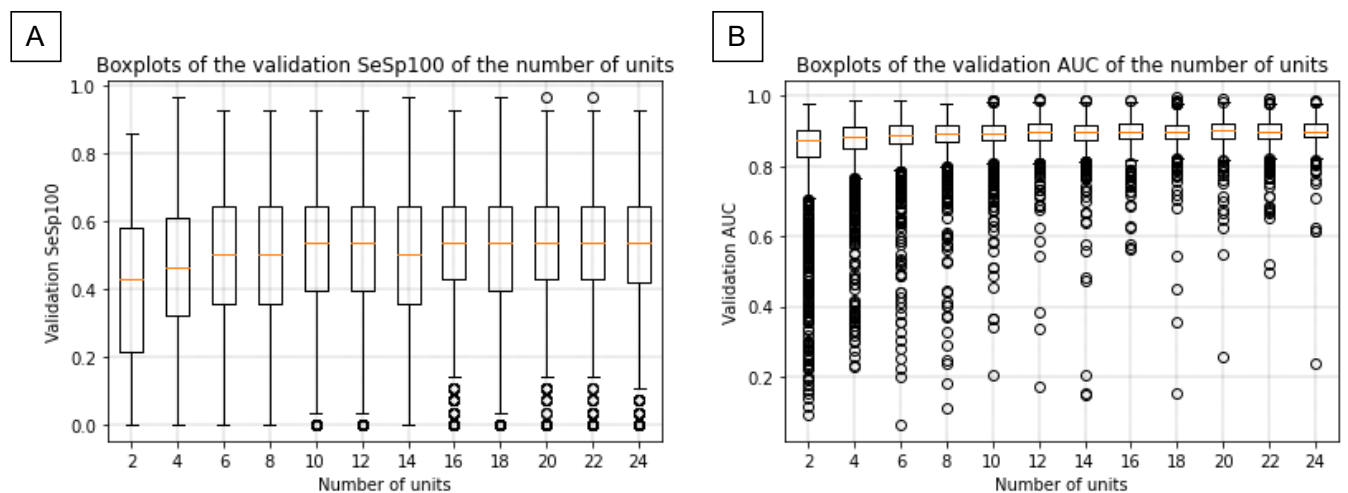 A
Boxplots of the validation SeSp100 of the number of units
1.0
0.8
0.6
0.4
0.2
0.0
Validation SeSp100
2 4 6 8 10 12 14 16 18 20 22 24
Number of units
B
Boxplots of the validation AUC of the number of units
1.0
0.8
0.6
0.4
0.2
Validation AUC
2 4 6 8 10 12 14 16 18 20 22 24
Number of units